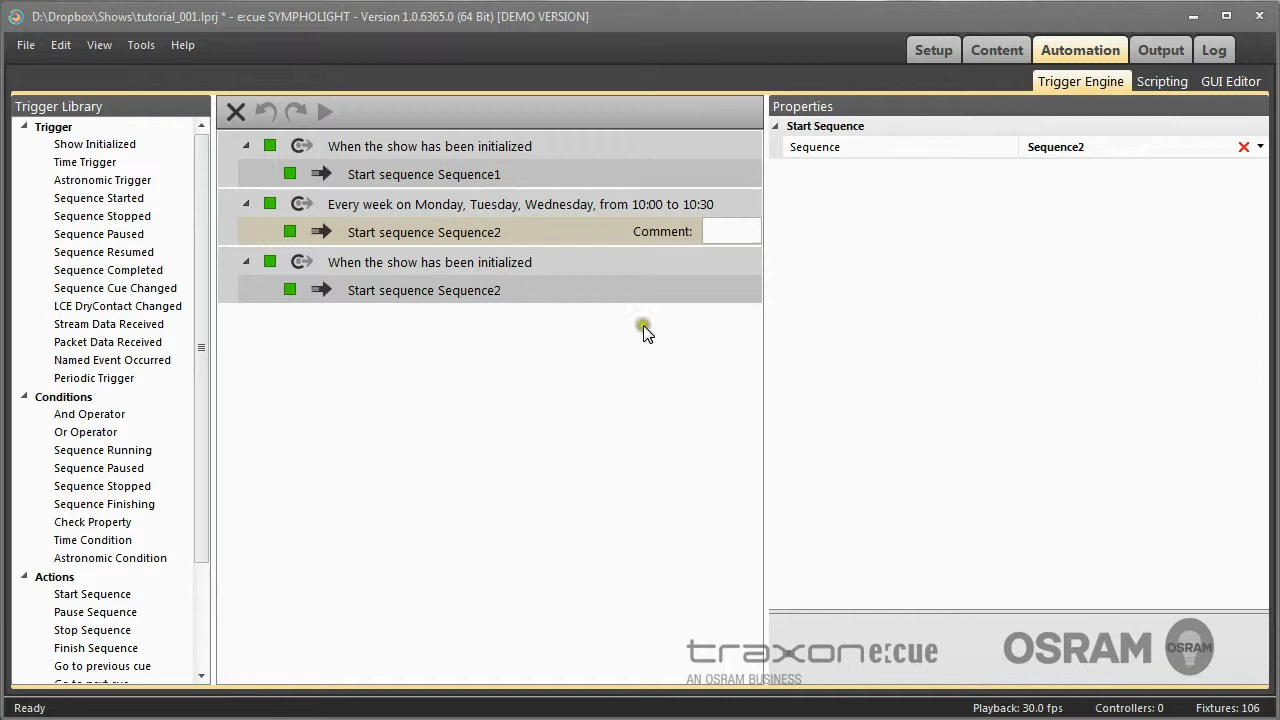 D:\Dropbox\Shows\tutorial_001.lprj * - e:cue SYMPHOLIGHT - Version 1.0.6365.0 (64 Bit) [DEMO VERSION]
File Edit View Tools Help
Setup Content Automation Output Log
Trigger Engine Scripting GUI Editor
Trigger Library
Trigger
Show Initialized
Time Trigger
Astronomic Trigger
Sequence Started
Sequence Stopped
Sequence Paused
Sequence Resumed
Sequence Completed
Sequence Cue Changed
LCE DryContact Changed
Stream Data Received
Packet Data Received
Named Event Occurred
Periodic Trigger
Conditions
And Operator
Or Operator
Sequence Running
Sequence Paused
Sequence Stopped
Sequence Finishing
Check Property
Time Condition
Astronomic Condition
Actions
Start Sequence
Pause Sequence
Stop Sequence
Finish Sequence
Go to previous cue
Go to next cue
When the show has been initialized
Start sequence Sequence1
Every week on Monday, Tuesday, Wednesday, from 10:00 to 10:30
Start sequence Sequence2 Comment:
When the show has been initialized
Start sequence Sequence2
Properties
Start Sequence
Sequence Sequence2
traxon e:cue
AN OSRAM BUSINESS
OSRAM
OSRAM
Ready
Playback: 30.0 fps Controllers: 0 Fixtures: 106